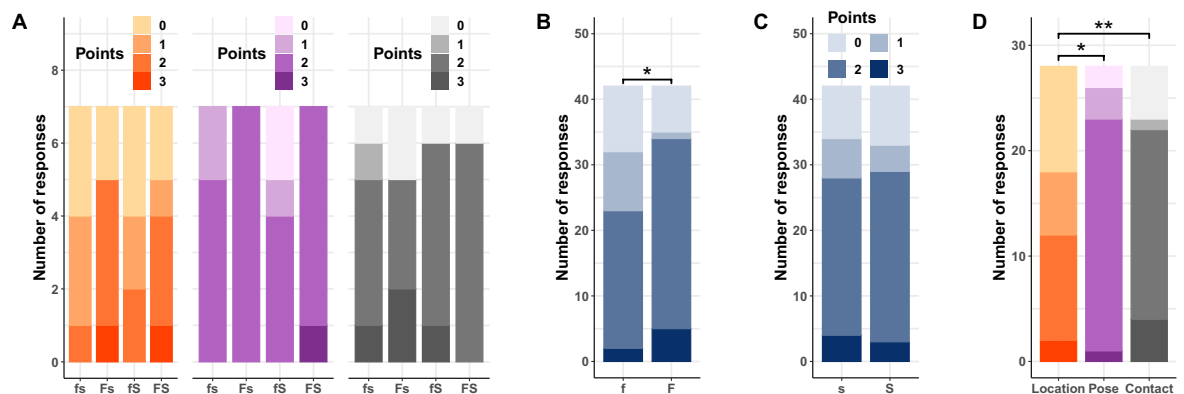 A
Points
0
1
2
3
Points
0
1
2
3
Points
0
1
2
3
Number of responses
8
6
4
2
0
fs Fs fS FS
fs Fs fS FS
fs Fs fS FS
B
*
Number of responses
50
40
30
20
10
0
f F
C
Points
0 1
2 3
Number of responses
50
40
30
20
10
0
s S
D
**
*
Number of responses
30
20
10
0
Location Pose Contact